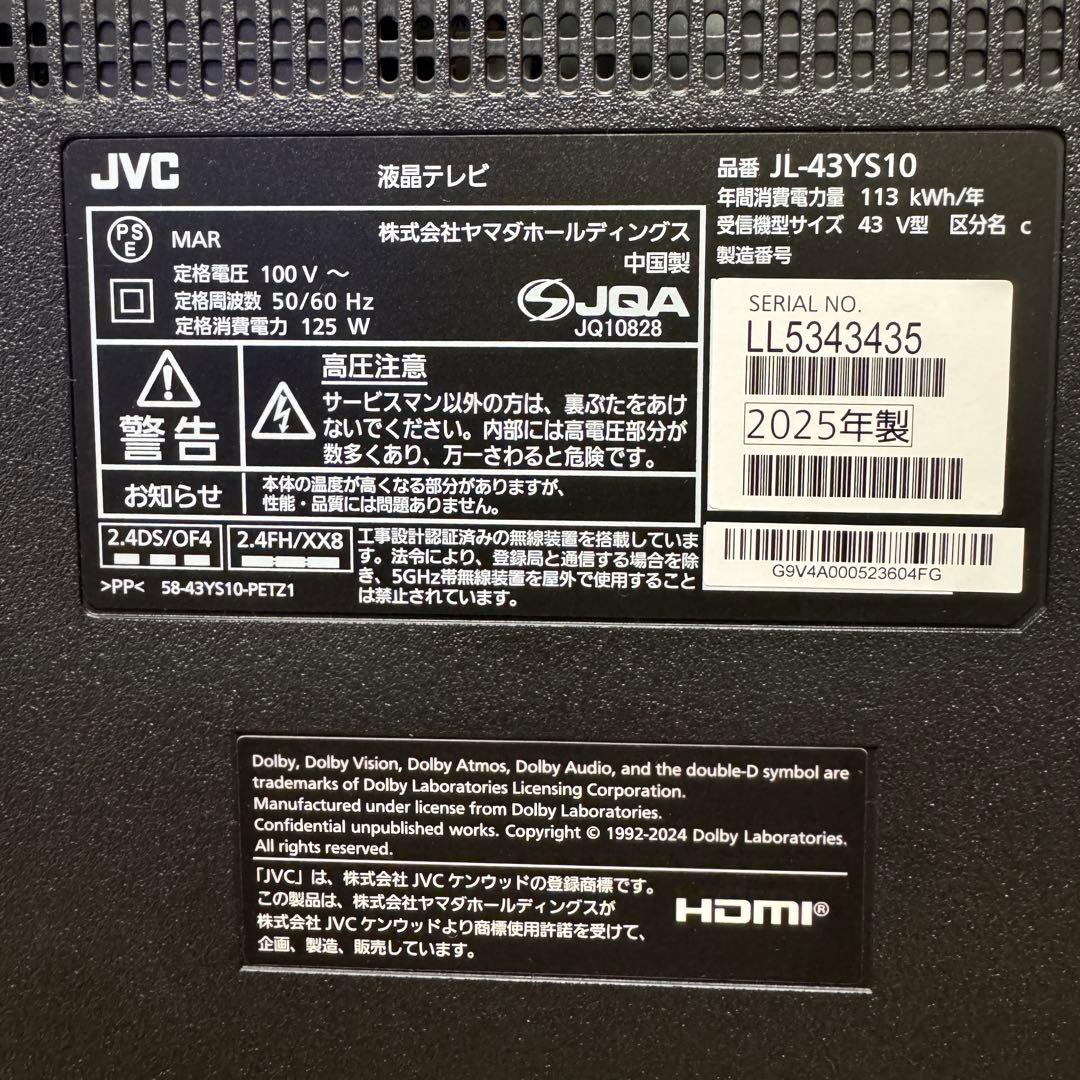 JVC
液晶テレビ
品番 JL-43YS10
年間消費電力量 113 kWh/年
受信機型サイズ 43 V型 区分名 c
製造番号
PS
E
MAR
株式会社ヤマダホールディングス
中国製
定格電圧 100 V ～
定格周波数 50/60 Hz
定格消費電力 125 W
JQA
JQ10828
SERIAL NO.
LL5343435
2025年製
G9V4A000523604FG
警告
高圧注意
サービスマン以外の方は、裏ぶたをあけ
ないでください。内部には高電圧部分が
数多くあり、万一さわると危険です。
お知らせ
本体の温度が高くなる部分がありますが、
性能・品質には問題ありません。
2.4DS/OF4
2.4FH/XX8
>PP< 58-43YS10-PETZ1
工事設計認証済みの無線装置を搭載していま
す。法令により、登録局と通信する場合を除
き、5GHz帯無線装置を屋外で使用すること
は禁止されています。
Dolby, Dolby Vision, Dolby Atmos, Dolby Audio, and the double-D symbol are
trademarks of Dolby Laboratories Licensing Corporation.
Manufactured under license from Dolby Laboratories.
Confidential unpublished works. Copyright © 1992-2024 Dolby Laboratories.
All rights reserved.
「JVC」は、株式会社 JVC ケンウッドの登録商標です。
この製品は、株式会社ヤマダホールディングスが
株式会社 JVC ケンウッドより商標使用許諾を受けて、
企画、製造、販売しています。
HDMI®